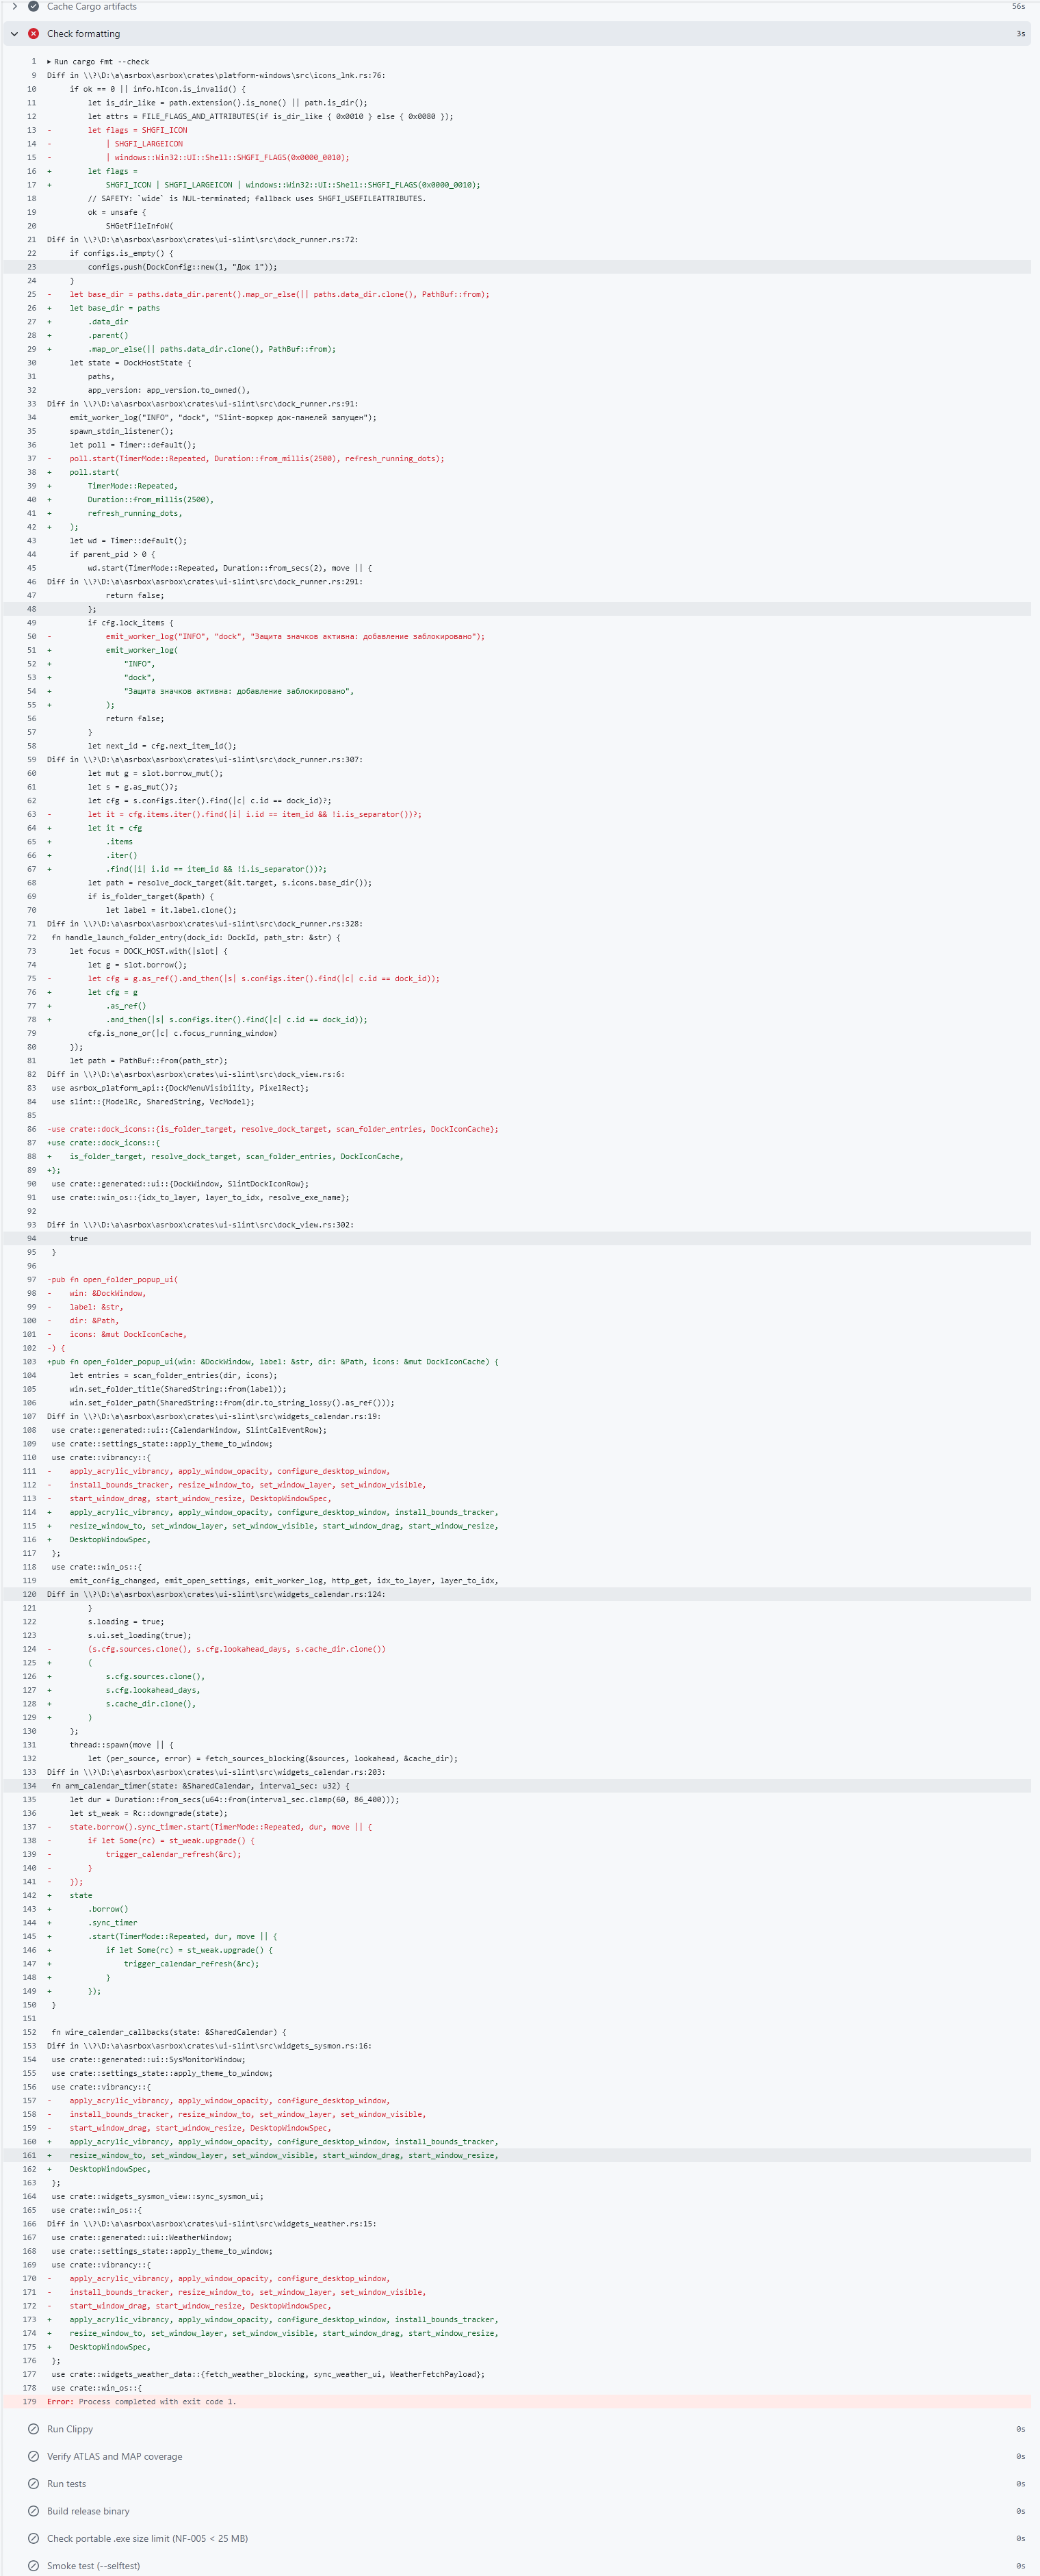 Cache Cargo artifacts 56s
Check formatting 3s
1 ▸ Run cargo fmt --check
9 Diff in \\?\D:\a\asrbox\asrbox\crates\platform-windows\src\icons_lnk.rs:76:
10      if ok == 0 || info.hIcon.is_invalid() {
11          let is_dir_like = path.extension().is_none() || path.is_dir();
12          let attrs = FILE_FLAGS_AND_ATTRIBUTES(if is_dir_like { 0x0010 } else { 0x0080 });
13 -        let flags = SHGFI_ICON
14 -            | SHGFI_LARGEICON
15 -            | windows::Win32::UI::Shell::SHGFI_FLAGS(0x0000_0010);
16 +        let flags =
17 +            SHGFI_ICON | SHGFI_LARGEICON | windows::Win32::UI::Shell::SHGFI_FLAGS(0x0000_0010);
18          // SAFETY: `wide` is NUL-terminated; fallback uses SHGFI_USEFILEATTRIBUTES.
19          ok = unsafe {
20              SHGetFileInfoW(
21 Diff in \\?\D:\a\asrbox\asrbox\crates\ui-slint\src\dock_runner.rs:72:
22      if configs.is_empty() {
23          configs.push(DockConfig::new(1, "Док 1"));
24      }
25 -    let base_dir = paths.data_dir.parent().map_or_else(|| paths.data_dir.clone(), PathBuf::from);
26 +    let base_dir = paths
27 +        .data_dir
28 +        .parent()
29 +        .map_or_else(|| paths.data_dir.clone(), PathBuf::from);
30      let state = DockHostState {
31          paths,
32          app_version: app_version.to_owned(),
33 Diff in \\?\D:\a\asrbox\asrbox\crates\ui-slint\src\dock_runner.rs:91:
34      emit_worker_log("INFO", "dock", "Slint-воркер док-панелей запущен");
35      spawn_stdin_listener();
36      let poll = Timer::default();
37 -    poll.start(TimerMode::Repeated, Duration::from_millis(2500), refresh_running_dots);
38 +    poll.start(
39 +        TimerMode::Repeated,
40 +        Duration::from_millis(2500),
41 +        refresh_running_dots,
42 +    );
43      let wd = Timer::default();
44      if parent_pid > 0 {
45          wd.start(TimerMode::Repeated, Duration::from_secs(2), move || {
46 Diff in \\?\D:\a\asrbox\asrbox\crates\ui-slint\src\dock_runner.rs:291:
47              return false;
48          };
49          if cfg.lock_items {
50 -            emit_worker_log("INFO", "dock", "Защита значков активна: добавление заблокировано");
51 +            emit_worker_log(
52 +                "INFO",
53 +                "dock",
54 +                "Защита значков активна: добавление заблокировано",
55 +            );
56              return false;
57          }
58          let next_id = cfg.next_item_id();
59 Diff in \\?\D:\a\asrbox\asrbox\crates\ui-slint\src\dock_runner.rs:307:
60          let mut g = slot.borrow_mut();
61          let s = g.as_mut()?;
62          let cfg = s.configs.iter().find(|c| c.id == dock_id)?;
63 -        let it = cfg.items.iter().find(|i| i.id == item_id && !i.is_separator())?;
64 +        let it = cfg
65 +            .items
66 +            .iter()
67 +            .find(|i| i.id == item_id && !i.is_separator())?;
68          let path = resolve_dock_target(&it.target, s.icons.base_dir());
69          if is_folder_target(&path) {
70              let label = it.label.clone();
71 Diff in \\?\D:\a\asrbox\asrbox\crates\ui-slint\src\dock_runner.rs:328:
72  fn handle_launch_folder_entry(dock_id: DockId, path_str: &str) {
73      let focus = DOCK_HOST.with(|slot| {
74          let g = slot.borrow();
75 -        let cfg = g.as_ref().and_then(|s| s.configs.iter().find(|c| c.id == dock_id));
76 +        let cfg = g
77 +            .as_ref()
78 +            .and_then(|s| s.configs.iter().find(|c| c.id == dock_id));
79          cfg.is_none_or(|c| c.focus_running_window)
80      });
81      let path = PathBuf::from(path_str);
82 Diff in \\?\D:\a\asrbox\asrbox\crates\ui-slint\src\dock_view.rs:6:
83  use asrbox_platform_api::{DockMenuVisibility, PixelRect};
84  use slint::{ModelRc, SharedString, VecModel};
85
86 -use crate::dock_icons::{is_folder_target, resolve_dock_target, scan_folder_entries, DockIconCache};
87 +use crate::dock_icons::{
88 +    is_folder_target, resolve_dock_target, scan_folder_entries, DockIconCache,
89 +};
90  use crate::generated::ui::{DockWindow, SlintDockIconRow};
91  use crate::win_os::{idx_to_layer, layer_to_idx, resolve_exe_name};
92
93 Diff in \\?\D:\a\asrbox\asrbox\crates\ui-slint\src\dock_view.rs:302:
94      true
95  }
96
97 -pub fn open_folder_popup_ui(
98 -    win: &DockWindow,
99 -    label: &str,
100 -    dir: &Path,
101 -    icons: &mut DockIconCache,
102 -) {
103 +pub fn open_folder_popup_ui(win: &DockWindow, label: &str, dir: &Path, icons: &mut DockIconCache) {
104      let entries = scan_folder_entries(dir, icons);
105      win.set_folder_title(SharedString::from(label));
106      win.set_folder_path(SharedString::from(dir.to_string_lossy().as_ref()));
107 Diff in \\?\D:\a\asrbox\asrbox\crates\ui-slint\src\widgets_calendar.rs:19:
108  use crate::generated::ui::{CalendarWindow, SlintCalEventRow};
109  use crate::settings_state::apply_theme_to_window;
110  use crate::vibrancy::{
111 -    apply_acrylic_vibrancy, apply_window_opacity, configure_desktop_window,
112 -    install_bounds_tracker, resize_window_to, set_window_layer, set_window_visible,
113 -    start_window_drag, start_window_resize, DesktopWindowSpec,
114 +    apply_acrylic_vibrancy, apply_window_opacity, configure_desktop_window, install_bounds_tracker,
115 +    resize_window_to, set_window_layer, set_window_visible, start_window_drag, start_window_resize,
116 +    DesktopWindowSpec,
117  };
118  use crate::win_os::{
119      emit_config_changed, emit_open_settings, emit_worker_log, http_get, idx_to_layer, layer_to_idx,
120 Diff in \\?\D:\a\asrbox\asrbox\crates\ui-slint\src\widgets_calendar.rs:124:
121          }
122          s.loading = true;
123          s.ui.set_loading(true);
124 -        (s.cfg.sources.clone(), s.cfg.lookahead_days, s.cache_dir.clone())
125 +        (
126 +            s.cfg.sources.clone(),
127 +            s.cfg.lookahead_days,
128 +            s.cache_dir.clone(),
129 +        )
130      };
131      thread::spawn(move || {
132          let (per_source, error) = fetch_sources_blocking(&sources, lookahead, &cache_dir);
133 Diff in \\?\D:\a\asrbox\asrbox\crates\ui-slint\src\widgets_calendar.rs:203:
134  fn arm_calendar_timer(state: &SharedCalendar, interval_sec: u32) {
135      let dur = Duration::from_secs(u64::from(interval_sec.clamp(60, 86_400)));
136      let st_weak = Rc::downgrade(state);
137 -    state.borrow().sync_timer.start(TimerMode::Repeated, dur, move || {
138 -        if let Some(rc) = st_weak.upgrade() {
139 -            trigger_calendar_refresh(&rc);
140 -        }
141 -    });
142 +    state
143 +        .borrow()
144 +        .sync_timer
145 +        .start(TimerMode::Repeated, dur, move || {
146 +            if let Some(rc) = st_weak.upgrade() {
147 +                trigger_calendar_refresh(&rc);
148 +            }
149 +        });
150  }
151
152  fn wire_calendar_callbacks(state: &SharedCalendar) {
153 Diff in \\?\D:\a\asrbox\asrbox\crates\ui-slint\src\widgets_sysmon.rs:16:
154  use crate::generated::ui::SysMonitorWindow;
155  use crate::settings_state::apply_theme_to_window;
156  use crate::vibrancy::{
157 -    apply_acrylic_vibrancy, apply_window_opacity, configure_desktop_window,
158 -    install_bounds_tracker, resize_window_to, set_window_layer, set_window_visible,
159 -    start_window_drag, start_window_resize, DesktopWindowSpec,
160 +    apply_acrylic_vibrancy, apply_window_opacity, configure_desktop_window, install_bounds_tracker,
161 +    resize_window_to, set_window_layer, set_window_visible, start_window_drag, start_window_resize,
162 +    DesktopWindowSpec,
163  };
164  use crate::widgets_sysmon_view::sync_sysmon_ui;
165  use crate::win_os::{
166 Diff in \\?\D:\a\asrbox\asrbox\crates\ui-slint\src\widgets_weather.rs:15:
167  use crate::generated::ui::WeatherWindow;
168  use crate::settings_state::apply_theme_to_window;
169  use crate::vibrancy::{
170 -    apply_acrylic_vibrancy, apply_window_opacity, configure_desktop_window,
171 -    install_bounds_tracker, resize_window_to, set_window_layer, set_window_visible,
172 -    start_window_drag, start_window_resize, DesktopWindowSpec,
173 +    apply_acrylic_vibrancy, apply_window_opacity, configure_desktop_window, install_bounds_tracker,
174 +    resize_window_to, set_window_layer, set_window_visible, start_window_drag, start_window_resize,
175 +    DesktopWindowSpec,
176  };
177  use crate::widgets_weather_data::{fetch_weather_blocking, sync_weather_ui, WeatherFetchPayload};
178  use crate::win_os::{
179 Error: Process completed with exit code 1.
Run Clippy 0s
Verify ATLAS and MAP coverage 0s
Run tests 0s
Build release binary 0s
Check portable .exe size limit (NF-005 < 25 MB) 0s
Smoke test (--selftest) 0s